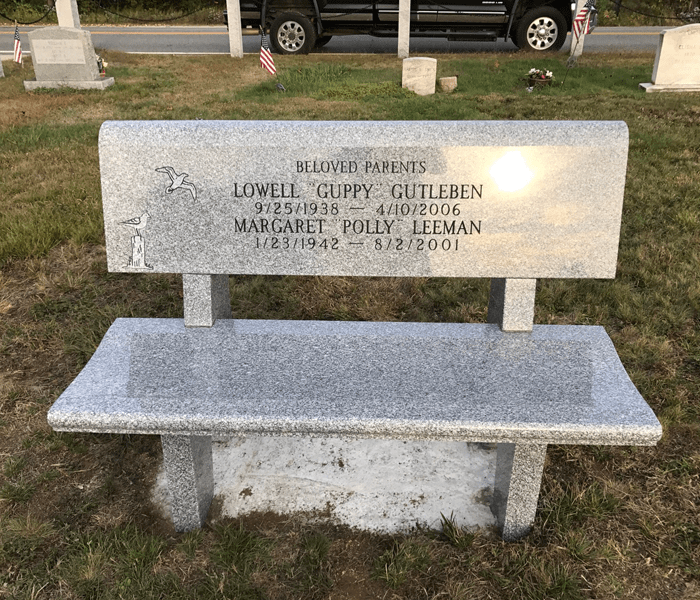 BELOVED PARENTS
LOWELL "GUPPY" GUTLEBEN
9/25/1938 — 4/10/2006
MARGARET "POLLY" LEEMAN
1/23/1942 — 8/2/2001